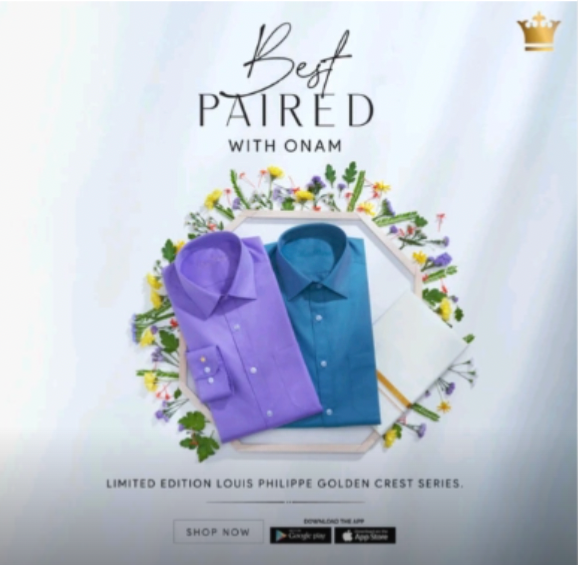 Best
PAIRED
WITH ONAM
LIMITED EDITION LOUIS PHILIPPE GOLDEN CREST SERIES.
DOWNLOAD THE APP
SHOP NOW
Google play
App Store